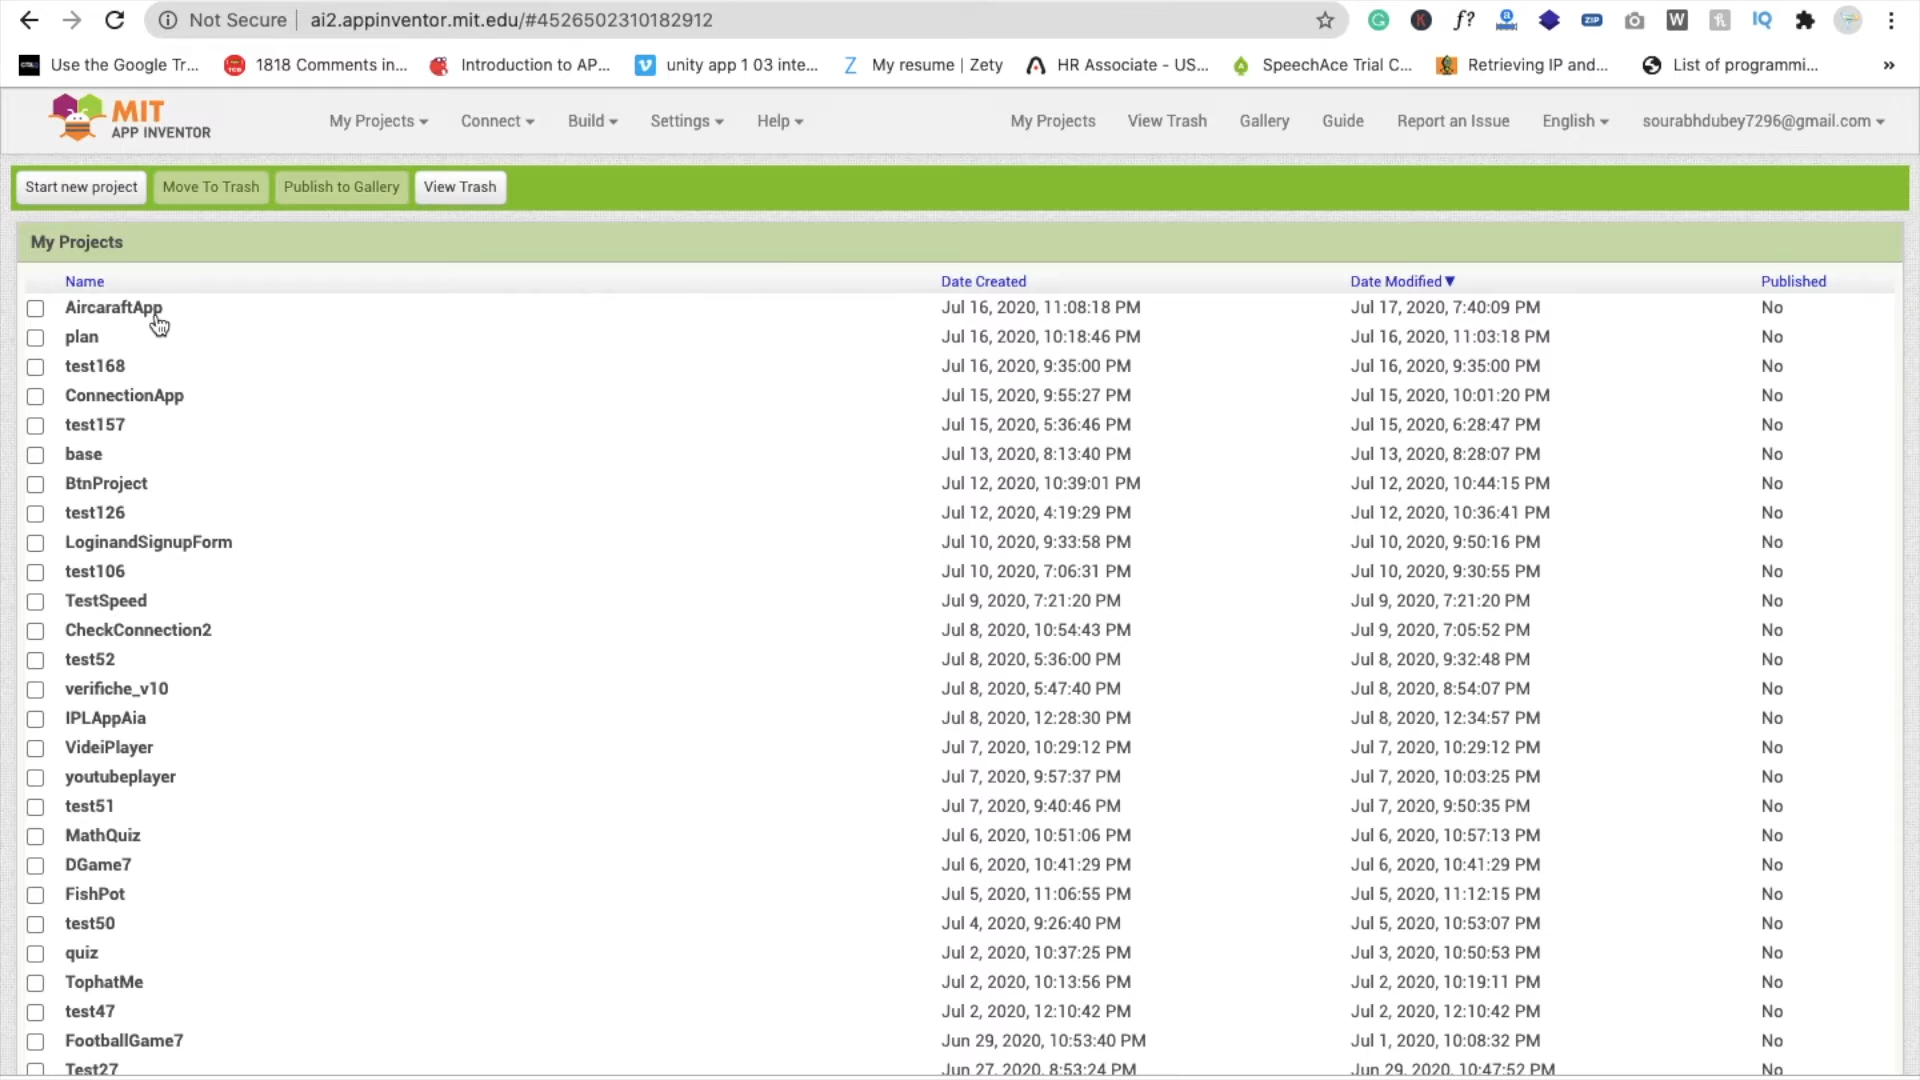 Not Secure | ai2.appinventor.mit.edu/#4526502310182912
Use the Google Tr... 1818 Comments in... Introduction to AP... unity app 1 03 inte... My resume | Zety HR Associate - US... SpeechAce Trial C... Retrieving IP and... List of programmi... »
MIT APP INVENTOR My Projects Connect Build Settings Help My Projects View Trash Gallery Guide Report an Issue English sourabhdubey7296@gmail.com
Start new project Move To Trash Publish to Gallery View Trash
My Projects
Name Date Created Date Modified Published
AircaraftApp Jul 16, 2020, 11:08:18 PM Jul 17, 2020, 7:40:09 PM No
plan Jul 16, 2020, 10:18:46 PM Jul 16, 2020, 11:03:18 PM No
test168 Jul 16, 2020, 9:35:00 PM Jul 16, 2020, 9:35:00 PM No
ConnectionApp Jul 15, 2020, 9:55:27 PM Jul 15, 2020, 10:01:20 PM No
test157 Jul 15, 2020, 5:36:46 PM Jul 15, 2020, 6:28:47 PM No
base Jul 13, 2020, 8:13:40 PM Jul 13, 2020, 8:28:07 PM No
BtnProject Jul 12, 2020, 10:39:01 PM Jul 12, 2020, 10:44:15 PM No
test126 Jul 12, 2020, 4:19:29 PM Jul 12, 2020, 10:36:41 PM No
LoginandSignupForm Jul 10, 2020, 9:33:58 PM Jul 10, 2020, 9:50:16 PM No
test106 Jul 10, 2020, 7:06:31 PM Jul 10, 2020, 9:30:55 PM No
TestSpeed Jul 9, 2020, 7:21:20 PM Jul 9, 2020, 7:21:20 PM No
CheckConnection2 Jul 8, 2020, 10:54:43 PM Jul 9, 2020, 7:05:52 PM No
test52 Jul 8, 2020, 5:36:00 PM Jul 8, 2020, 9:32:48 PM No
verifiche_v10 Jul 8, 2020, 5:47:40 PM Jul 8, 2020, 8:54:07 PM No
IPLAppAia Jul 8, 2020, 12:28:30 PM Jul 8, 2020, 12:34:57 PM No
VideiPlayer Jul 7, 2020, 10:29:12 PM Jul 7, 2020, 10:29:12 PM No
youtubeplayer Jul 7, 2020, 9:57:37 PM Jul 7, 2020, 10:03:25 PM No
test51 Jul 7, 2020, 9:40:46 PM Jul 7, 2020, 9:50:35 PM No
MathQuiz Jul 6, 2020, 10:51:06 PM Jul 6, 2020, 10:57:13 PM No
DGame7 Jul 6, 2020, 10:41:29 PM Jul 6, 2020, 10:41:29 PM No
FishPot Jul 5, 2020, 11:06:55 PM Jul 5, 2020, 11:12:15 PM No
test50 Jul 4, 2020, 9:26:40 PM Jul 5, 2020, 10:53:07 PM No
quiz Jul 2, 2020, 10:37:25 PM Jul 3, 2020, 10:50:53 PM No
TophatMe Jul 2, 2020, 10:13:56 PM Jul 2, 2020, 10:19:11 PM No
test47 Jul 2, 2020, 12:10:42 PM Jul 2, 2020, 12:10:42 PM No
FootballGame7 Jun 29, 2020, 10:53:40 PM Jul 1, 2020, 10:08:32 PM No
Test27 Jun 27, 2020, 8:53:24 PM Jun 29, 2020, 10:47:52 PM No